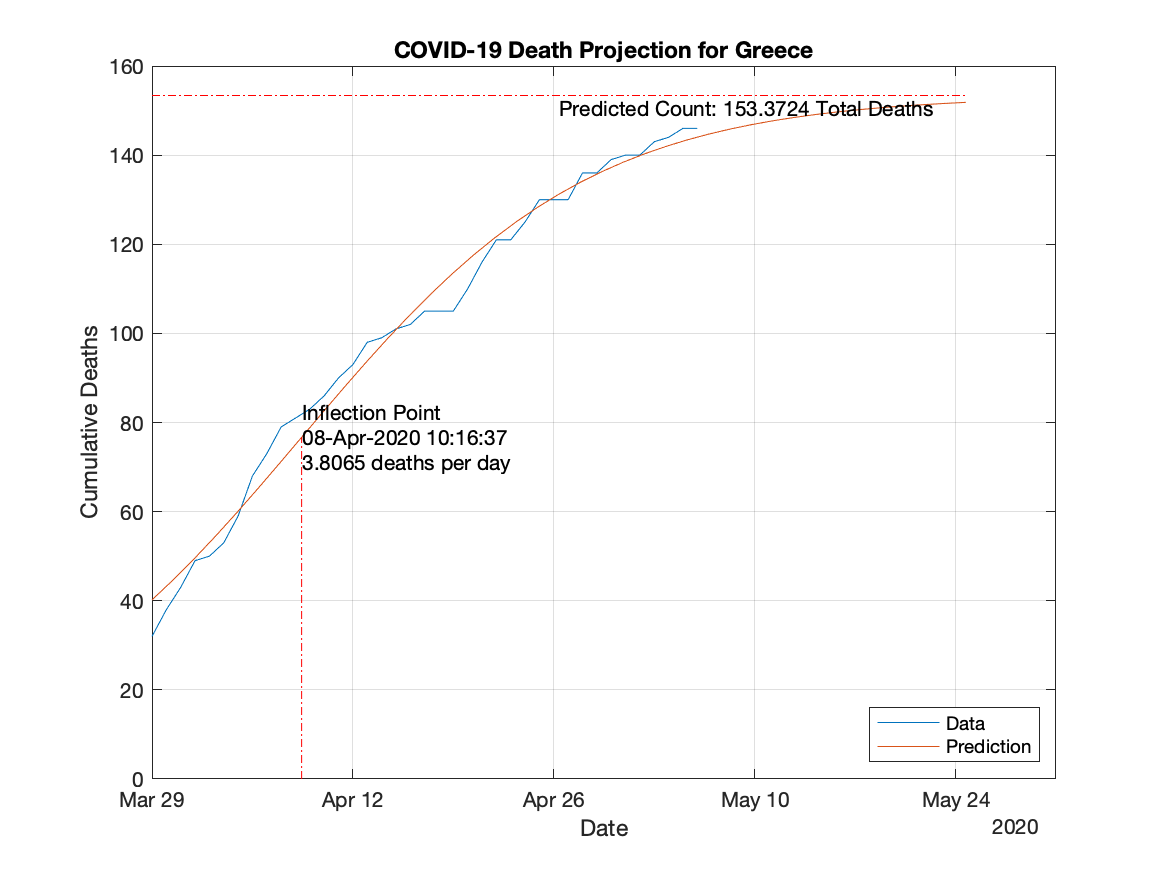 COVID-19 Death Projection for Greece
160
Predicted Count: 153.3724 Total Deaths
140
120
100
80
Inflection Point
08-Apr-2020 10:16:37
3.8065 deaths per day
60
40
20
0
Cumulative Deaths
Data
Prediction
Mar 29 Apr 12 Apr 26 May 10 May 24
Date
2020